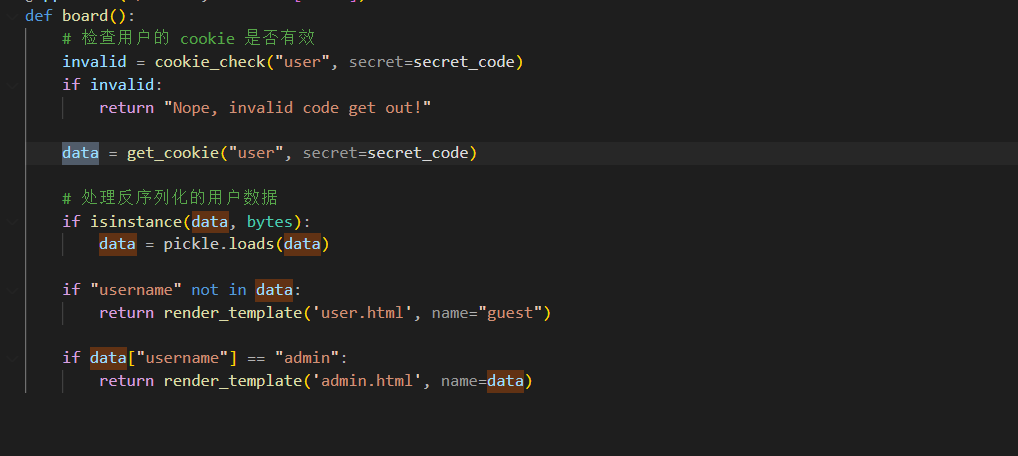 def board():
# 检查用户的 cookie 是否有效
invalid = cookie_check("user", secret=secret_code)
if invalid:
return "Nope, invalid code get out!"
data = get_cookie("user", secret=secret_code)
# 处理反序列化的用户数据
if isinstance(data, bytes):
data = pickle.loads(data)
if "username" not in data:
return render_template('user.html', name="guest")
if data["username"] == "admin":
return render_template('admin.html', name=data)